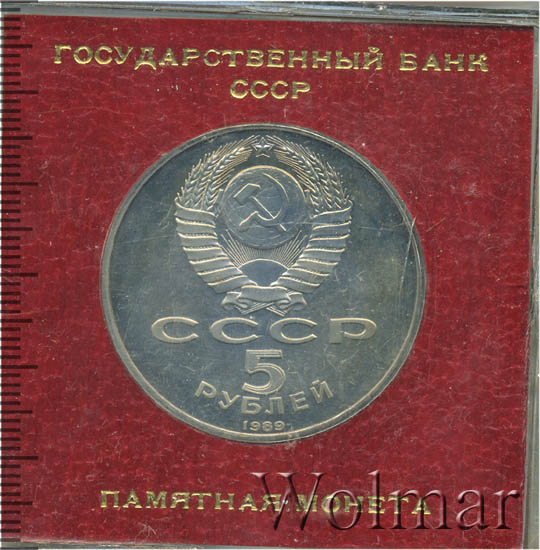 ГОСУДАРСТВЕННЫЙ БАНК
СССР
СССР
5
РУБЛЕЙ
1989
ПАМЯТНАЯ МОНЕТА
Wolmar